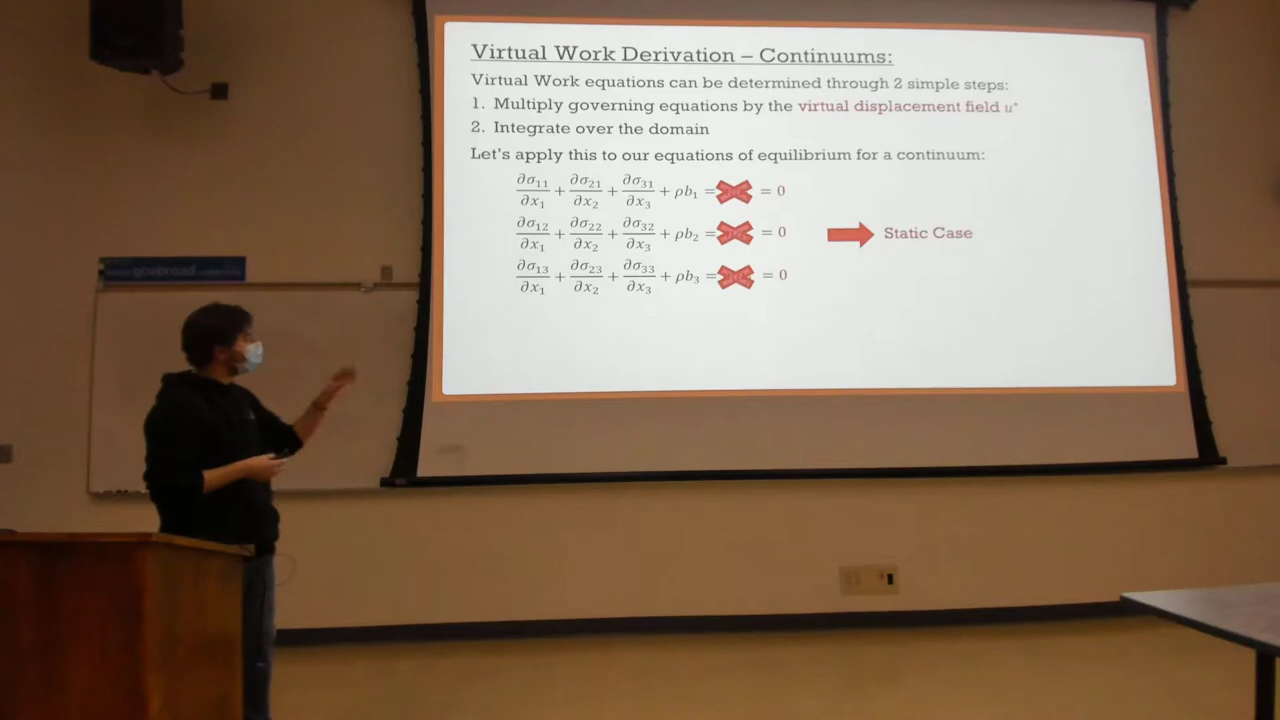 Virtual Work Derivation – Continuums:
Virtual Work equations can be determined through 2 simple steps:
1. Multiply governing equations by the virtual displacement field u*
2. Integrate over the domain
Let's apply this to our equations of equilibrium for a continuum:
∂σ₁₁/∂x₁ + ∂σ₂₁/∂x₂ + ∂σ₃₁/∂x₃ + ρb₁ = = 0
∂σ₁₂/∂x₁ + ∂σ₂₂/∂x₂ + ∂σ₃₂/∂x₃ + ρb₂ = = 0
Static Case
∂σ₁₃/∂x₁ + ∂σ₂₃/∂x₂ + ∂σ₃₃/∂x₃ + ρb₃ = = 0
goabroad